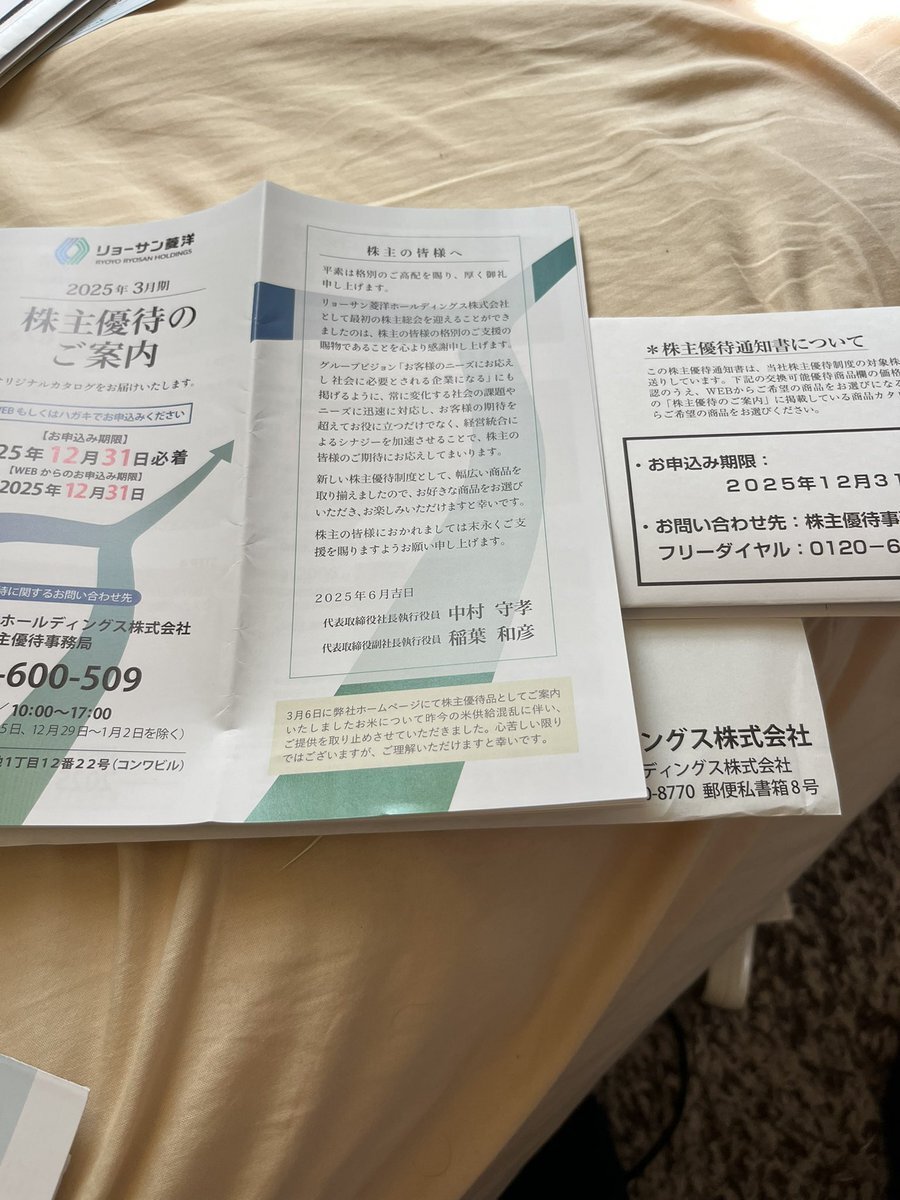 リョーサン菱洋
RYOYO RYOSAN HOLDINGS
2025年3月期
株主優待の
ご案内
オリジナルカタログをお届けいたします。
WEBもしくはハガキでお申込みください
【お申込み期限】
25年12月31日必着
【WEBからのお申込み期限】
2025年12月31日
待に関するお問い合わせ先
ホールディングス株式会社
主優待事務局
-600-509
/10:00〜17:00
5日、12月29日〜1月2日を除く)
1丁目12番22号(コンワビル)
株主の皆様へ
平素は格別のご高配を賜り、厚く御礼
申し上げます。
リョーサン菱洋ホールディングス株式会社
として最初の株主総会を迎えることができ
ましたのは、株主の皆様の格別のご支援の
賜物であることを心より感謝申し上げます。
グループビジョン「お客様のニーズにお応え
し 社会に必要とされる企業になる」にも
掲げるように、常に変化する社会の課題や
ニーズに迅速に対応し、お客様の期待を
超えてお役に立つだけでなく、経営統合に
よるシナジーを加速させることで、株主の
皆様のご期待にお応えしてまいります。
新しい株主優待制度として、幅広い商品を
取り揃えましたので、お好きな商品をお選び
いただき、お楽しみいただけますと幸いです。
株主の皆様におかれましては末永くご支
援を賜りますようお願い申し上げます。
2025年6月吉日
代表取締役社長執行役員 中村 守孝
代表取締役副社長執行役員 稲葉 和彦
3月6日に弊社ホームページにて株主優待品としてご案内
いたしましたお米について昨今の米供給混乱に伴い、
ご提供を取り止めさせていただきました。心苦しい限り
ではございますが、ご理解いただけますと幸いです。
＊株主優待通知書について
この株主優待通知書は、当社株主優待制度の対象株
送りしています。下記の交換可能優待商品欄の価格
認のうえ、WEBからご希望の商品をお選びになる
の「株主優待のご案内」に掲載している商品カタ
らご希望の商品をお選びください。
・お申込み期限：
2025年12月31
・お問い合わせ先：株主優待事
フリーダイヤル：0120-6
ングス株式会社
ディングス株式会社
0-8770 郵便私書箱8号